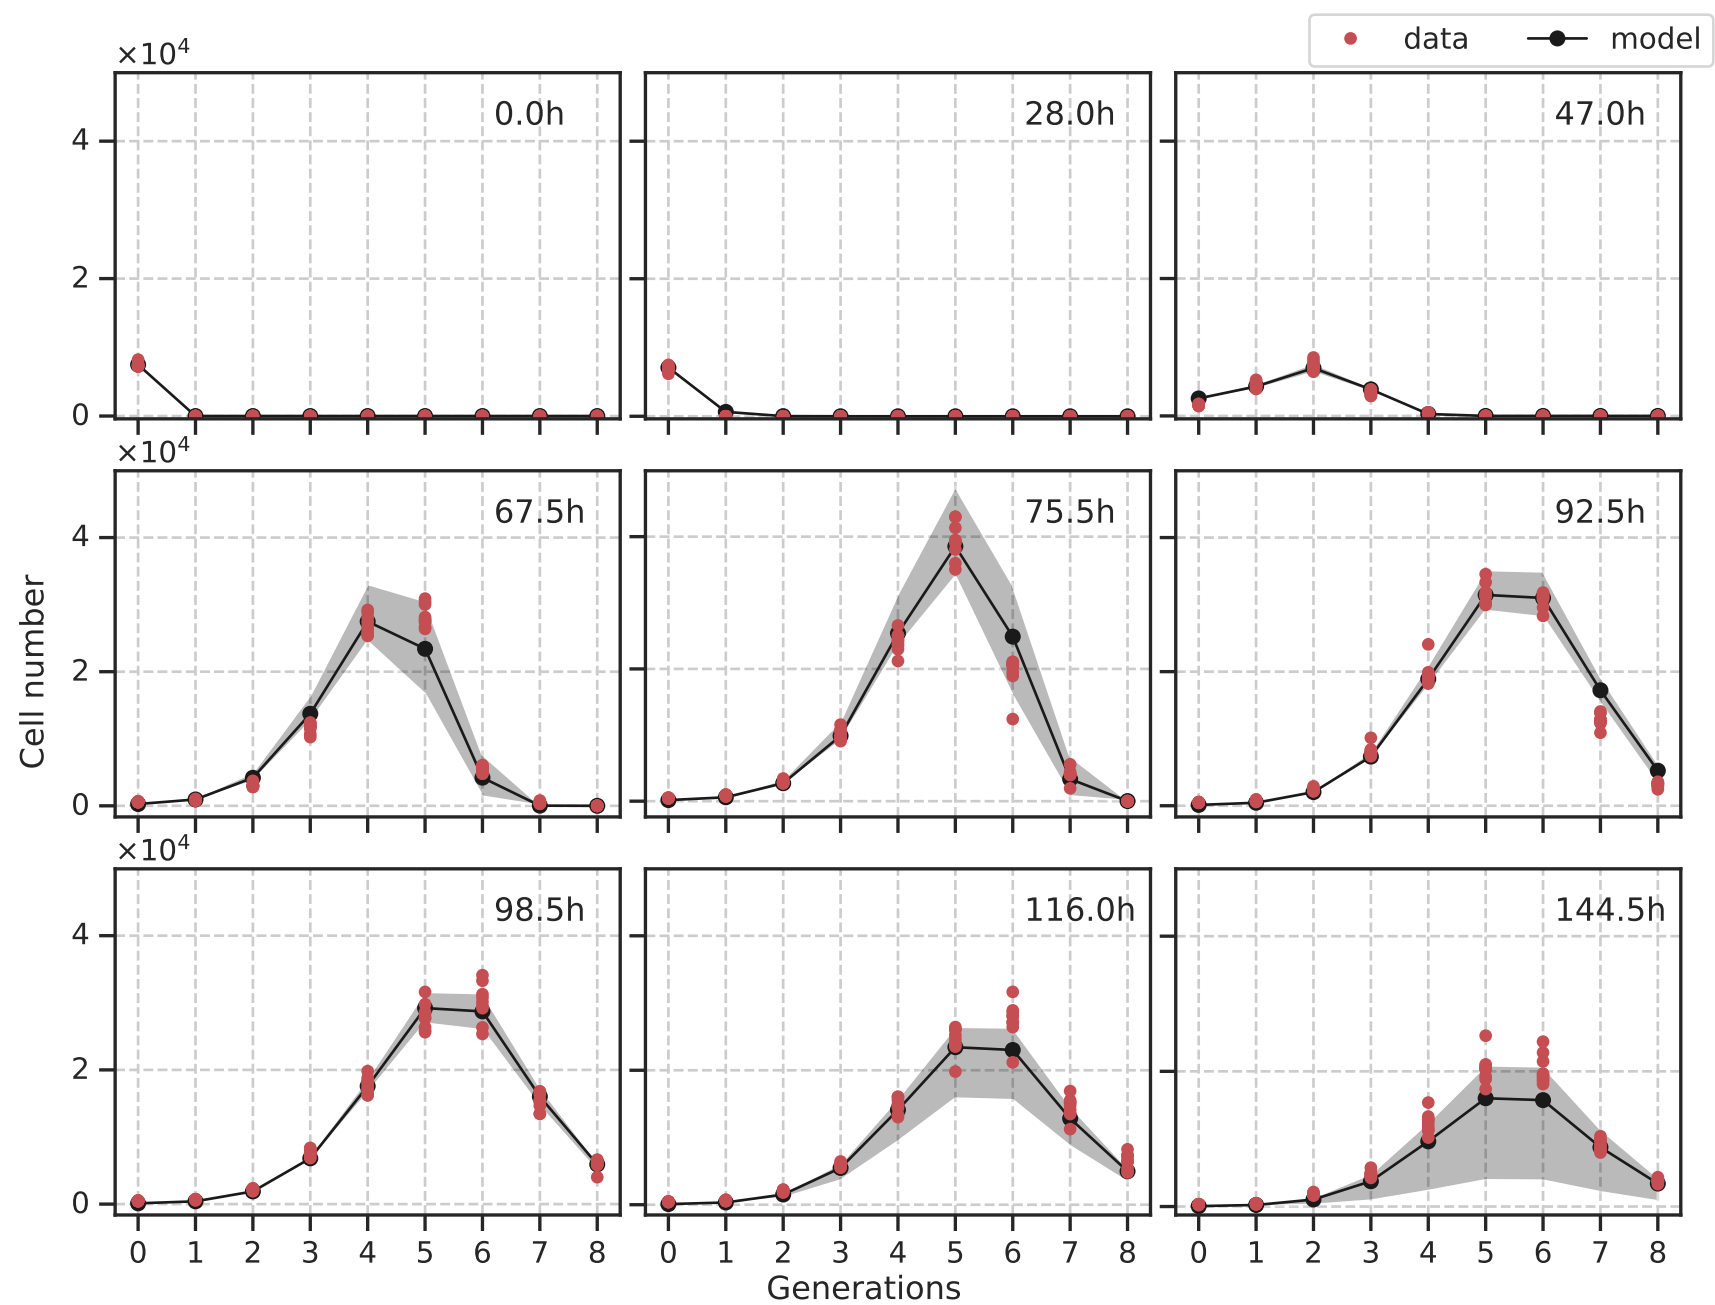 data model
×10⁴
0.0h 28.0h 47.0h
4
2
0
×10⁴
67.5h 75.5h 92.5h
4
2
0
×10⁴
98.5h 116.0h 144.5h
4
2
0
Cell number
0 1 2 3 4 5 6 7 8 0 1 2 3 4 5 6 7 8 0 1 2 3 4 5 6 7 8
Generations